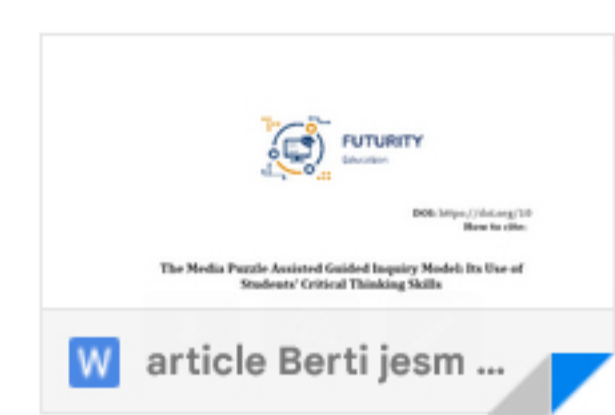 FUTURITY
Education
DOI: https://doi.org/10
How to cite:
The Media Puzzle Assisted Guided Inquiry Model: Its Use of
Students' Critical Thinking Skills
W article Berti jesm ...